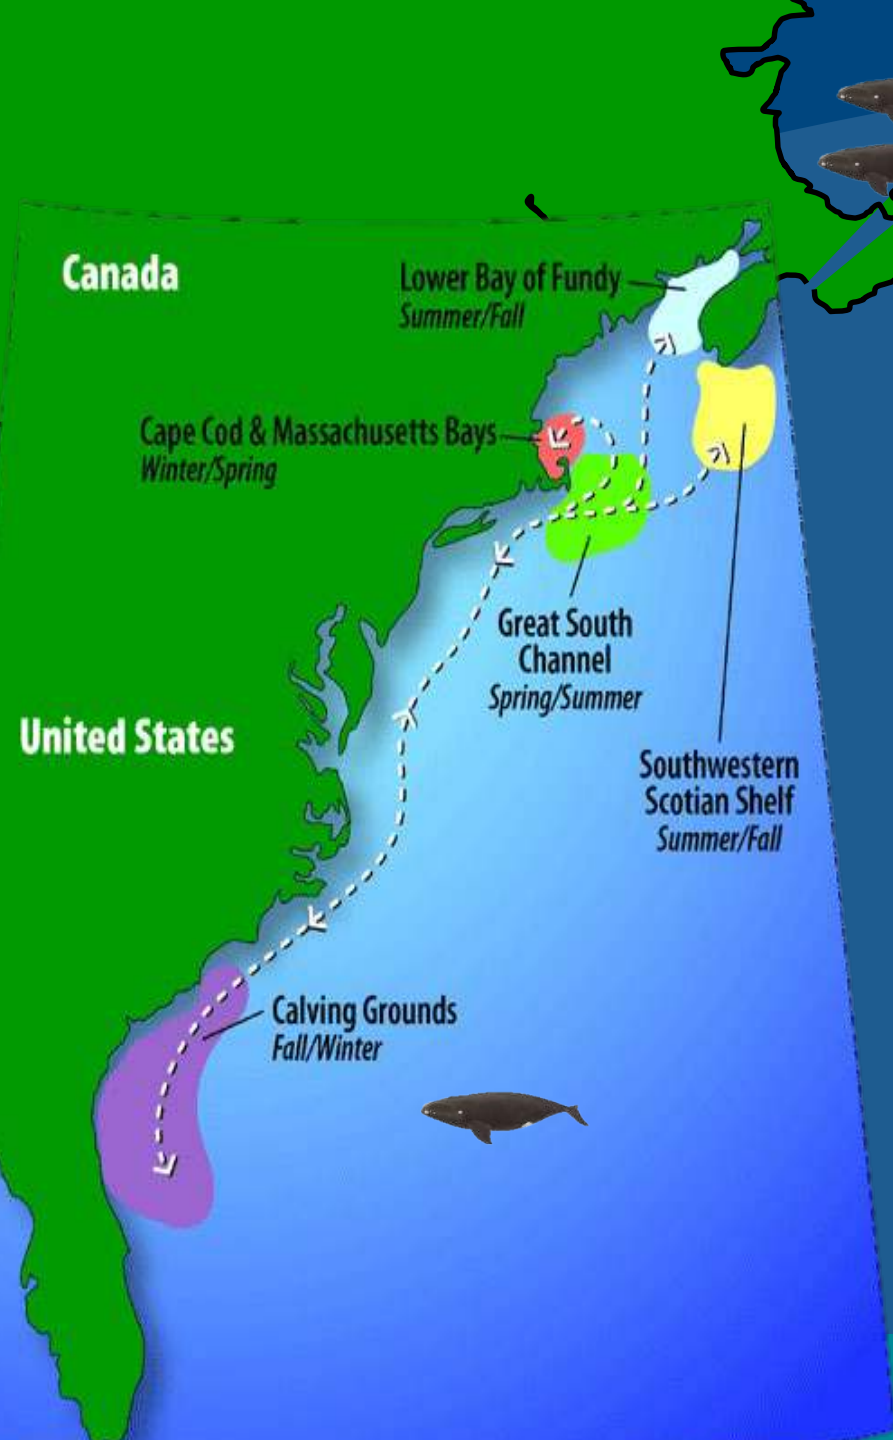 Canada
Lower Bay of Fundy
Summer/Fall
Cape Cod & Massachusetts Bays
Winter/Spring
Great South
Channel
Spring/Summer
United States
Southwestern
Scotian Shelf
Summer/Fall
Calving Grounds
Fall/Winter